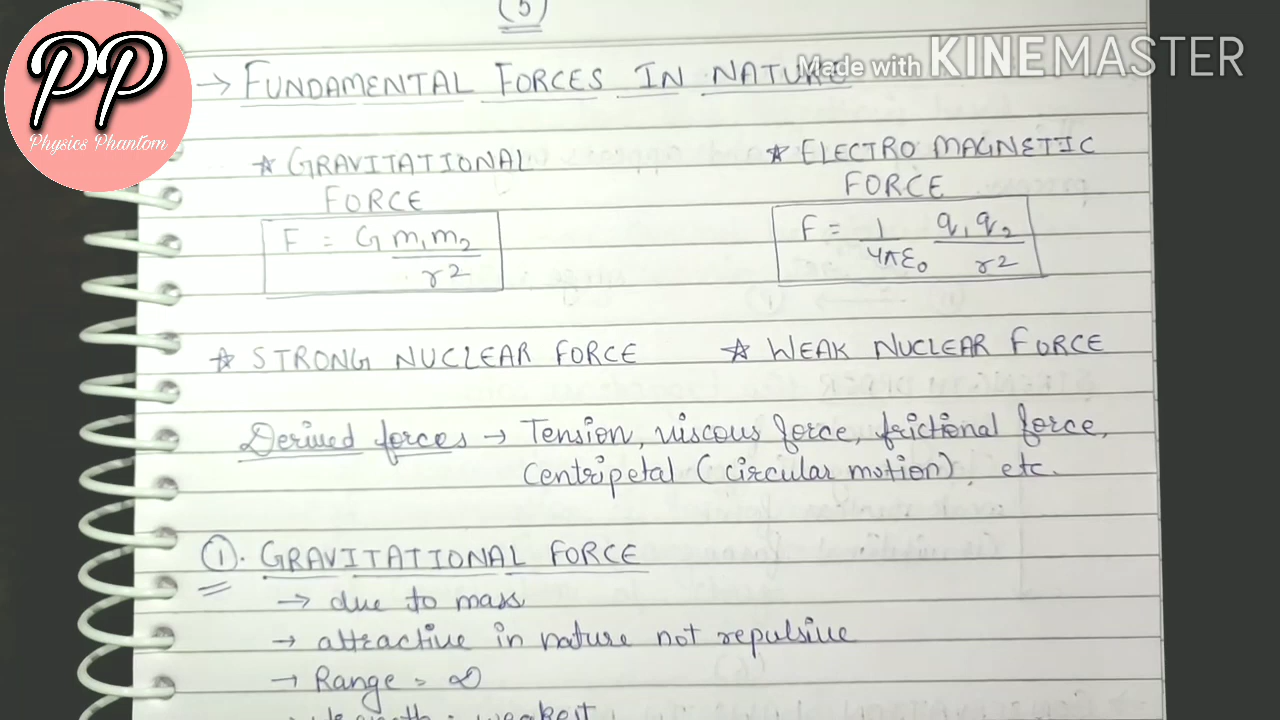 (5)
→ FUNDAMENTAL FORCES IN NATURE
Made with KINEMASTER
PP
Physics Phantom
☆ GRAVITATIONAL FORCE
F = G m₁m₂ / r²
☆ ELECTRO MAGNETIC FORCE
F = 1 / 4πε₀ q₁q₂ / r²
☆ STRONG NUCLEAR FORCE
☆ WEAK NUCLEAR FORCE
Derived forces → Tension, viscous force, frictional force,
Centripetal (circular motion), etc.
①. GRAVITATIONAL FORCE
→ due to mass
→ attractive in nature not repulsive
→ Range = ∞
weakest